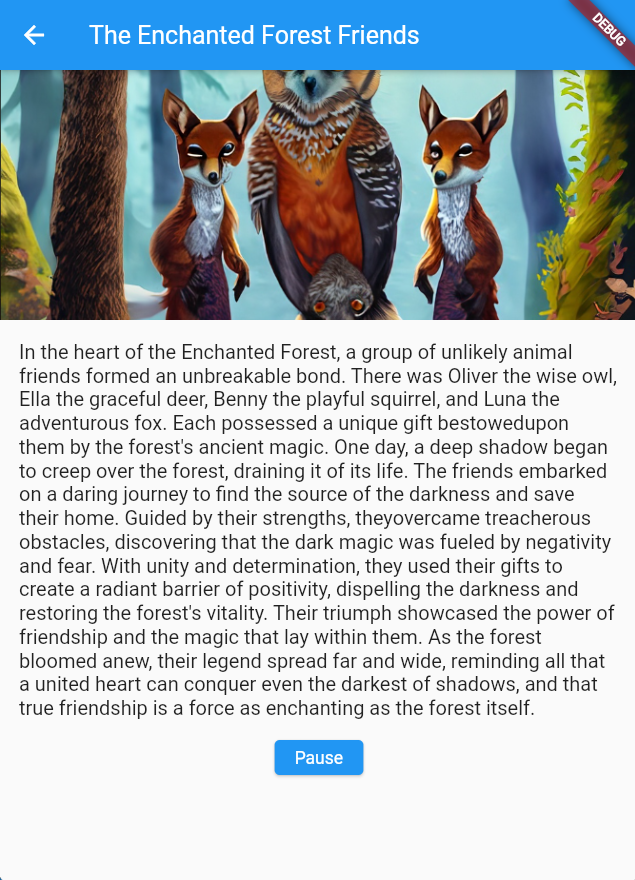 The Enchanted Forest Friends
DEBUG
In the heart of the Enchanted Forest, a group of unlikely animal
friends formed an unbreakable bond. There was Oliver the wise owl,
Ella the graceful deer, Benny the playful squirrel, and Luna the
adventurous fox. Each possessed a unique gift bestowedupon
them by the forest's ancient magic. One day, a deep shadow began
to creep over the forest, draining it of its life. The friends embarked
on a daring journey to find the source of the darkness and save
their home. Guided by their strengths, theyovercame treacherous
obstacles, discovering that the dark magic was fueled by negativity
and fear. With unity and determination, they used their gifts to
create a radiant barrier of positivity, dispelling the darkness and
restoring the forest's vitality. Their triumph showcased the power of
friendship and the magic that lay within them. As the forest
bloomed anew, their legend spread far and wide, reminding all that
a united heart can conquer even the darkest of shadows, and that
true friendship is a force as enchanting as the forest itself.
Pause